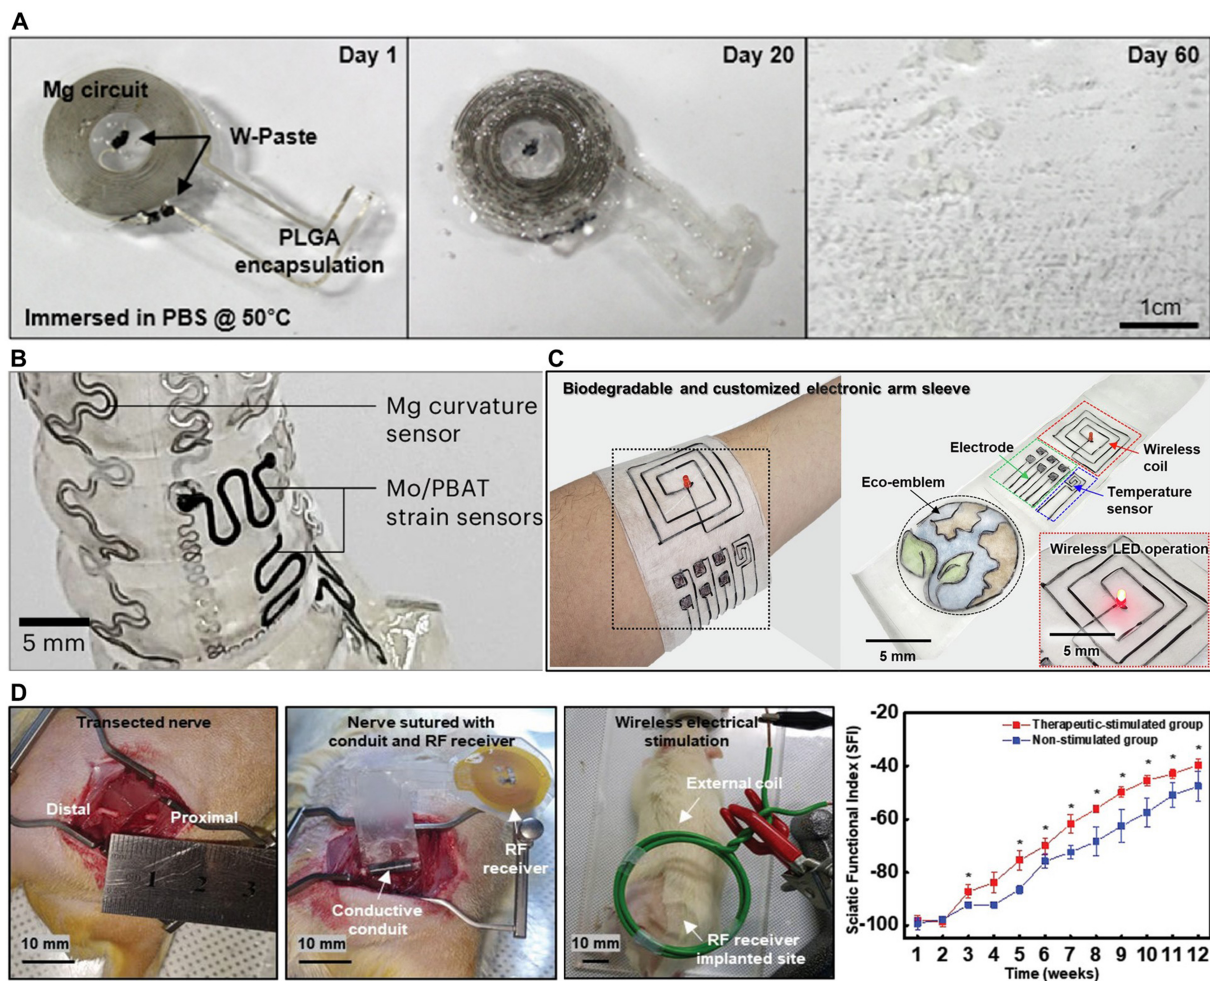 A
Day 1
Day 20
Day 60
Mg circuit
W-Paste
PLGA
encapsulation
Immersed in PBS @ 50°C
1cm
B
Mg curvature
sensor
Mo/PBAT
strain sensors
5 mm
C
Biodegradable and customized electronic arm sleeve
Electrode
Wireless
coil
Eco-emblem
Temperature
sensor
Wireless LED operation
5 mm
5 mm
D
Transected nerve
Distal
Proximal
1 2 3
10 mm
Nerve sutured with
conduit and RF receiver
RF
receiver
Conductive
conduit
10 mm
Wireless electrical
stimulation
External coil
RF receiver
implanted site
10 mm
Sciatic Functional Index (SFI)
-20
-40
-60
-80
-100
Therapeutic-stimulated group
Non-stimulated group
* * * * * * * * *
1 2 3 4 5 6 7 8 9 10 11 12
Time (weeks)